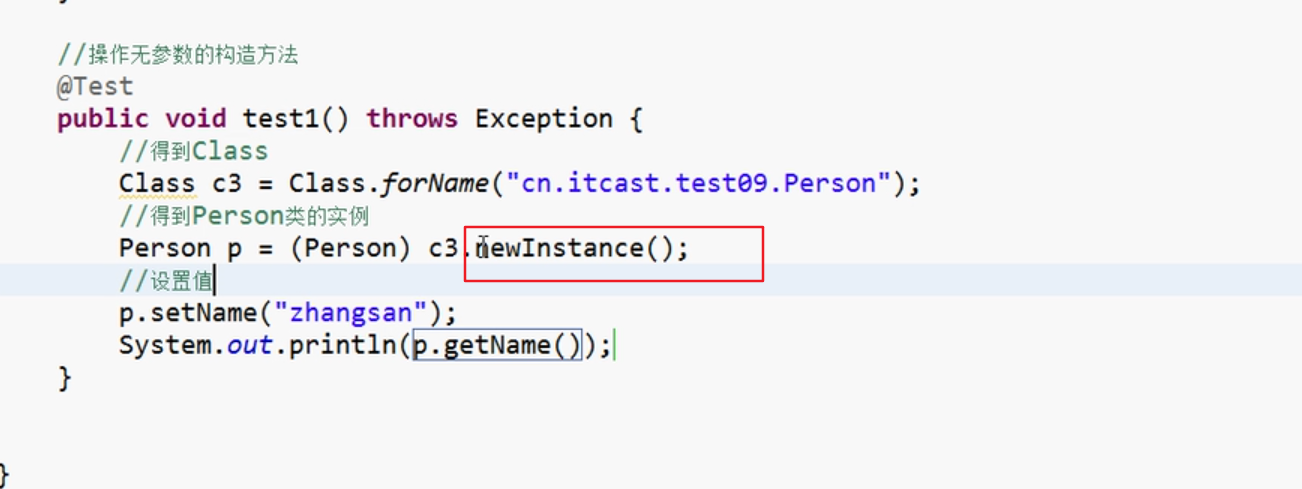 //操作无参数的构造方法
@Test
public void test1() throws Exception {
//得到Class
Class c3 = Class.forName("cn.itcast.test09.Person");
//得到Person类的实例
Person p = (Person) c3.newInstance();
//设置值
p.setName("zhangsan");
System.out.println(p.getName());
}
}